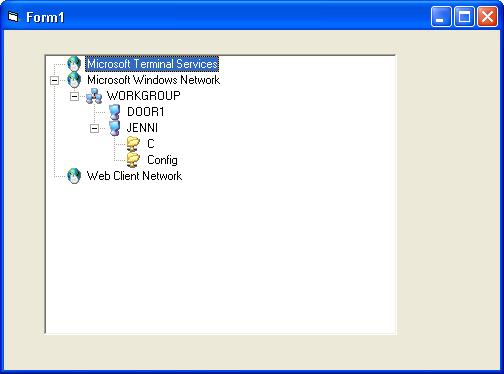 Form1
Microsoft Terminal Services
Microsoft Windows Network
WORKGROUP
DOOR1
JENNI
C
Config
Web Client Network